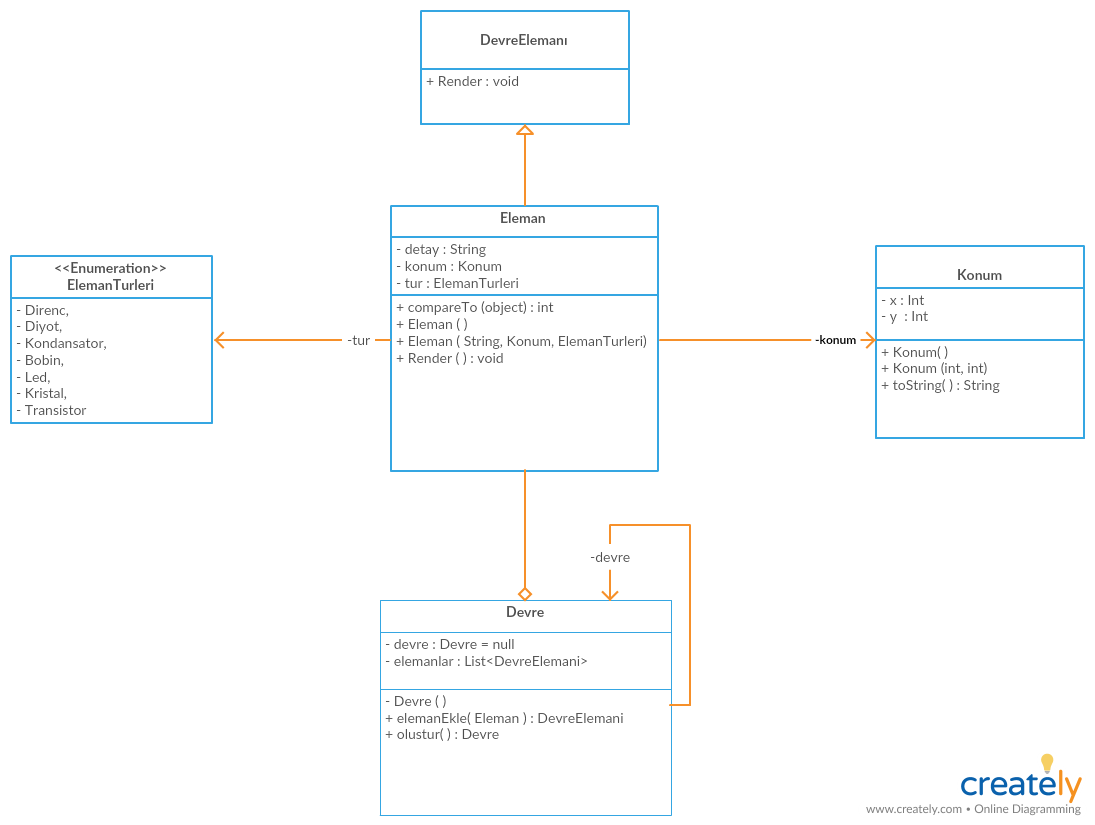 DevreElemanı
+ Render : void
Eleman
- detay : String
- konum : Konum
- tur : ElemanTurleri
+ compareTo (object) : int
+ Eleman ( )
+ Eleman ( String, Konum, ElemanTurleri)
+ Render ( ) : void
<<Enumeration>>
ElemanTurleri
- Direnc,
- Diyot,
- Kondansator,
- Bobin,
- Led,
- Kristal,
- Transistor
-tur
-konum
Konum
- x : Int
- y : Int
+ Konum( )
+ Konum (int, int)
+ toString( ) : String
-devre
Devre
- devre : Devre = null
- elemanlar : List<DevreElemani>
- Devre ( )
+ elemanEkle( Eleman ) : DevreElemani
+ olustur( ) : Devre
creately
www.creately.com • Online Diagramming